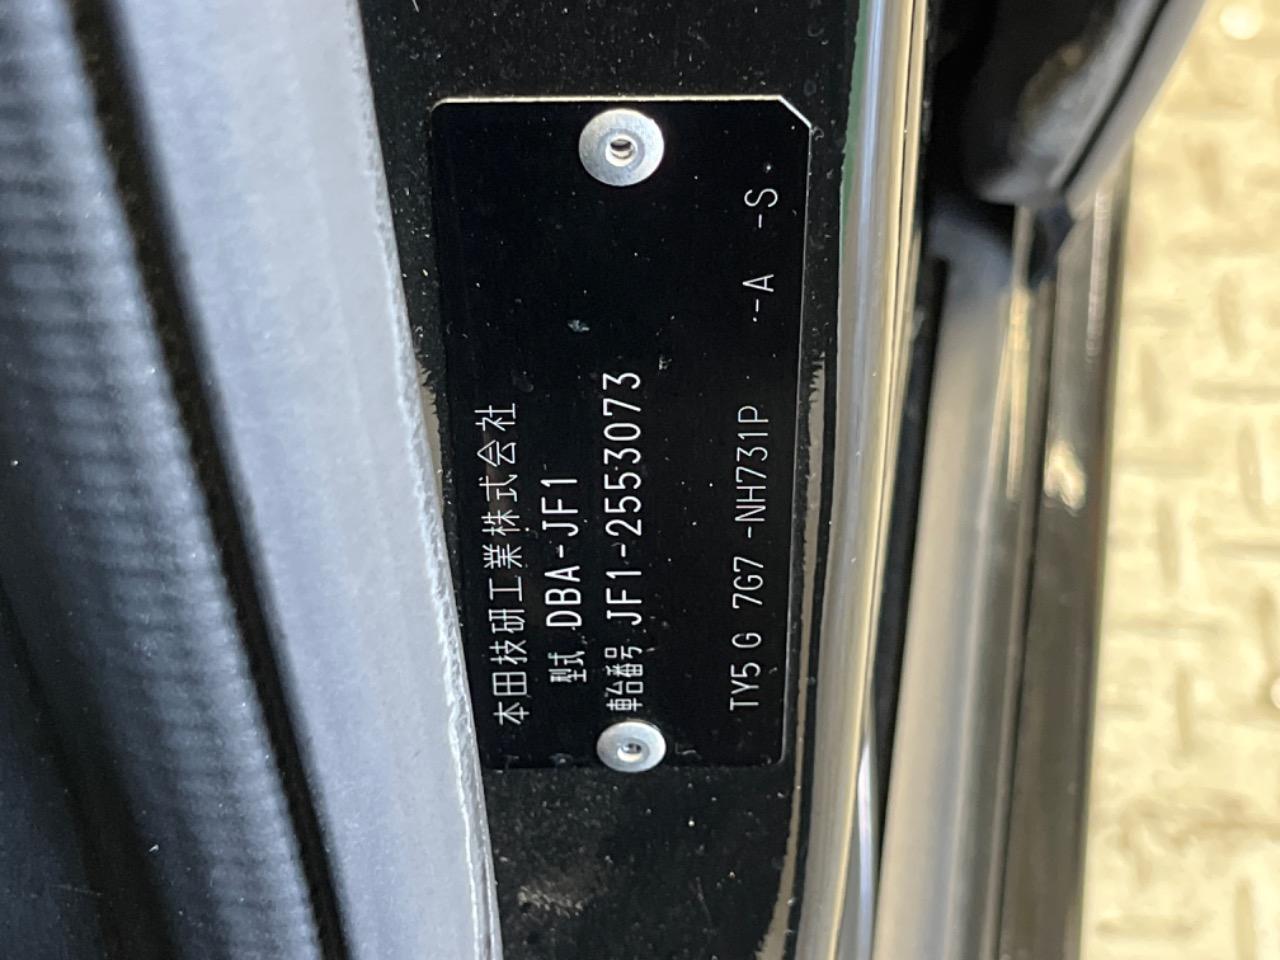 本田技研工業株式会社
型式 DBA-JF1
車台番号 JF1-2553073
TY5 G 7G7 -NH731P -A -S